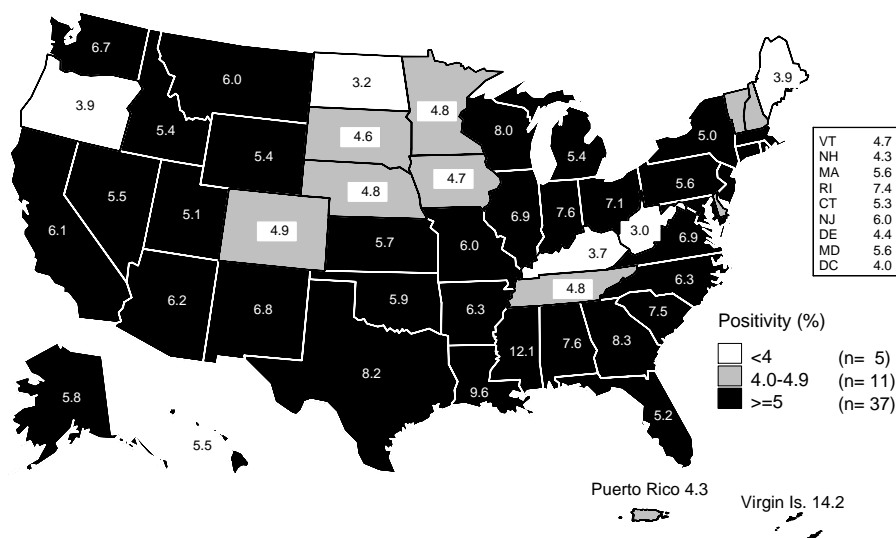 6.7
6.0
3.2
3.9
3.9
4.8
5.4
4.6
8.0
5.0
5.4
5.4
VT 4.7
NH 4.3
MA 5.6
RI 7.4
CT 5.3
NJ 6.0
DE 4.4
MD 5.6
DC 4.0
5.5
4.8
4.7
5.6
5.1
6.9
7.6
7.1
6.1
4.9
5.7
6.0
3.0
6.9
3.7
6.2
6.8
5.9
6.3
4.8
6.3
7.5
8.2
12.1
7.6
8.3
9.6
5.2
5.8
5.5
Positivity (%)
<4 (n= 5)
4.0-4.9 (n= 11)
>=5 (n= 37)
Puerto Rico 4.3
Virgin Is. 14.2